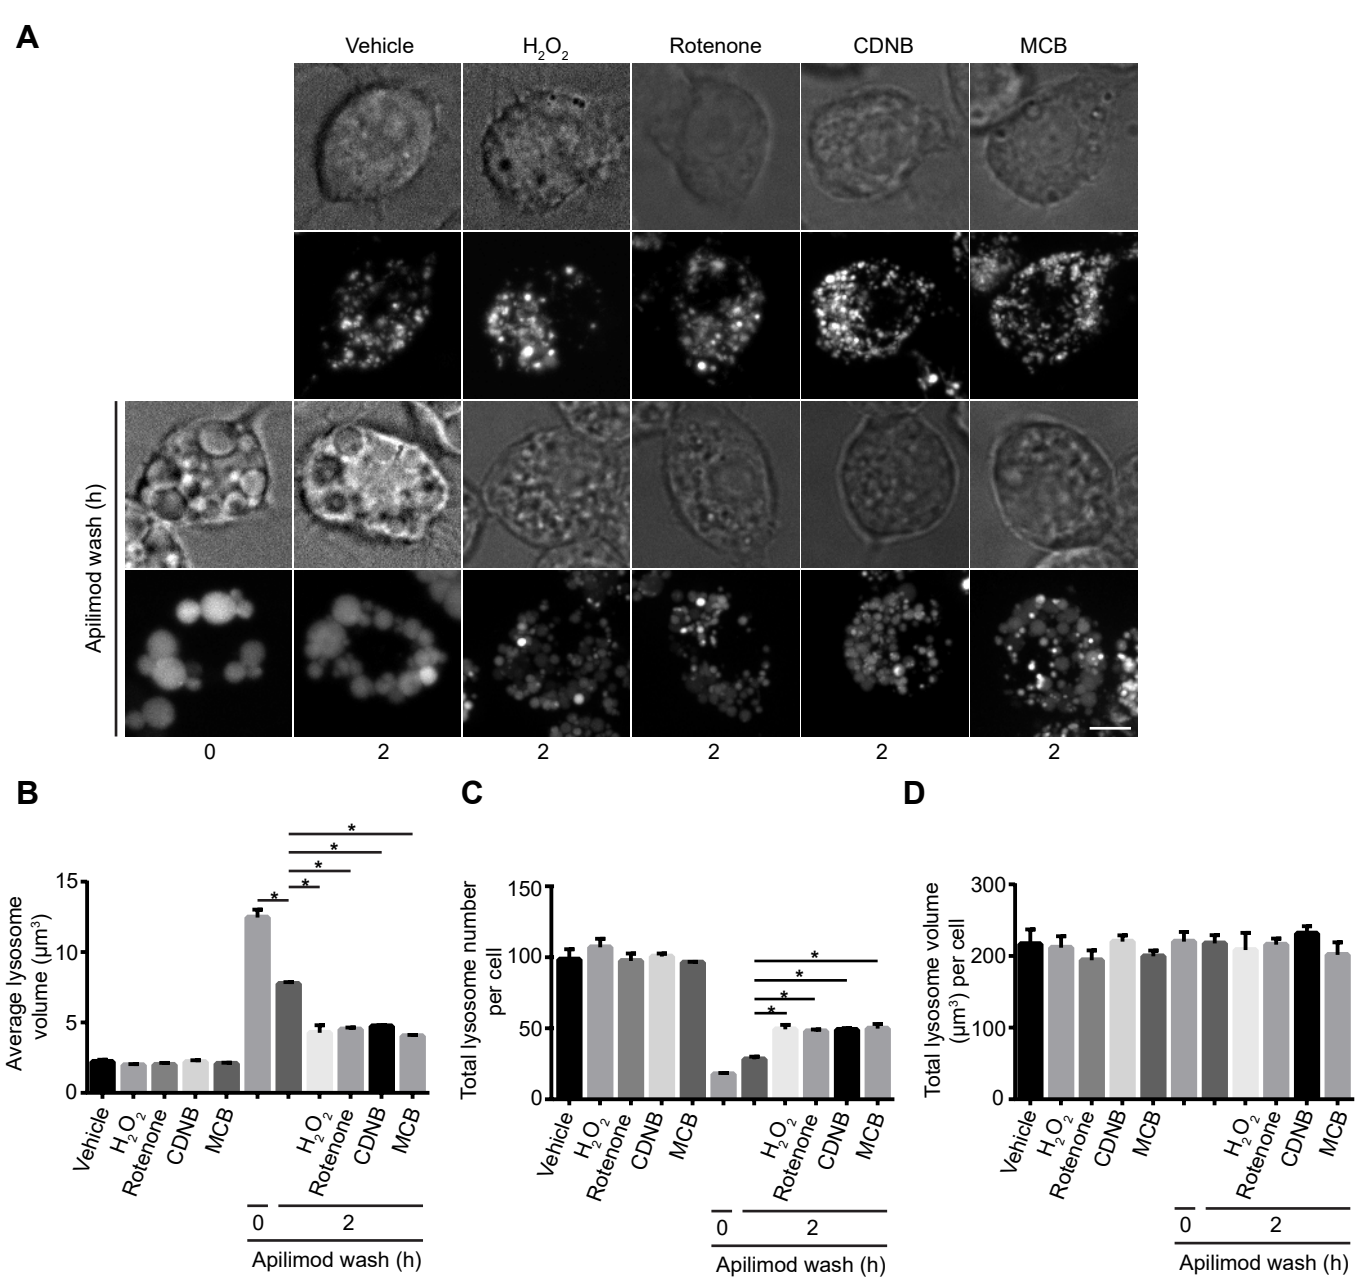 A
Vehicle H₂O₂ Rotenone CDNB MCB
Apilimod wash (h)
0 2 2 2 2 2
B
Average lysosome
volume (µm³)
15
10
5
0
* * * * *
Vehicle H₂O₂ Rotenone CDNB MCB H₂O₂ Rotenone CDNB MCB
0 2
Apilimod wash (h)
C
Total lysosome number
per cell
150
100
50
0
* * * *
Vehicle H₂O₂ Rotenone CDNB MCB H₂O₂ Rotenone CDNB MCB
0 2
Apilimod wash (h)
D
Total lysosome volume
(µm³) per cell
300
200
100
0
Vehicle H₂O₂ Rotenone CDNB MCB H₂O₂ Rotenone CDNB MCB
0 2
Apilimod wash (h)